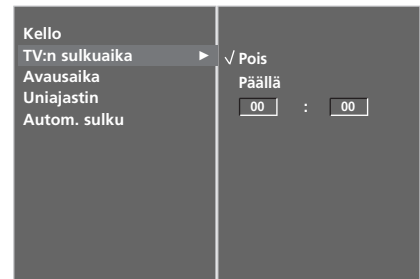 Kello
TV:n sulkuaika ►
Avausaika
Uniajastin
Autom. sulku
√ Pois
Päällä
00 : 00